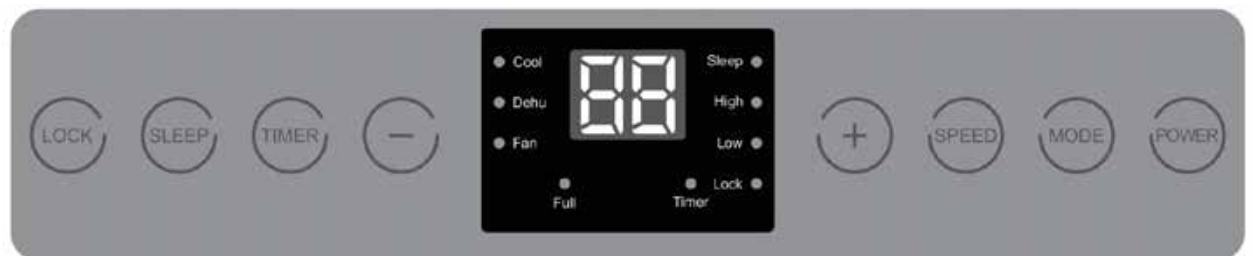 LOCK SLEEP TIMER −
Cool 88 Sleep
Dehu High
Fan Low
Lock
Full Timer
+ SPEED MODE POWER